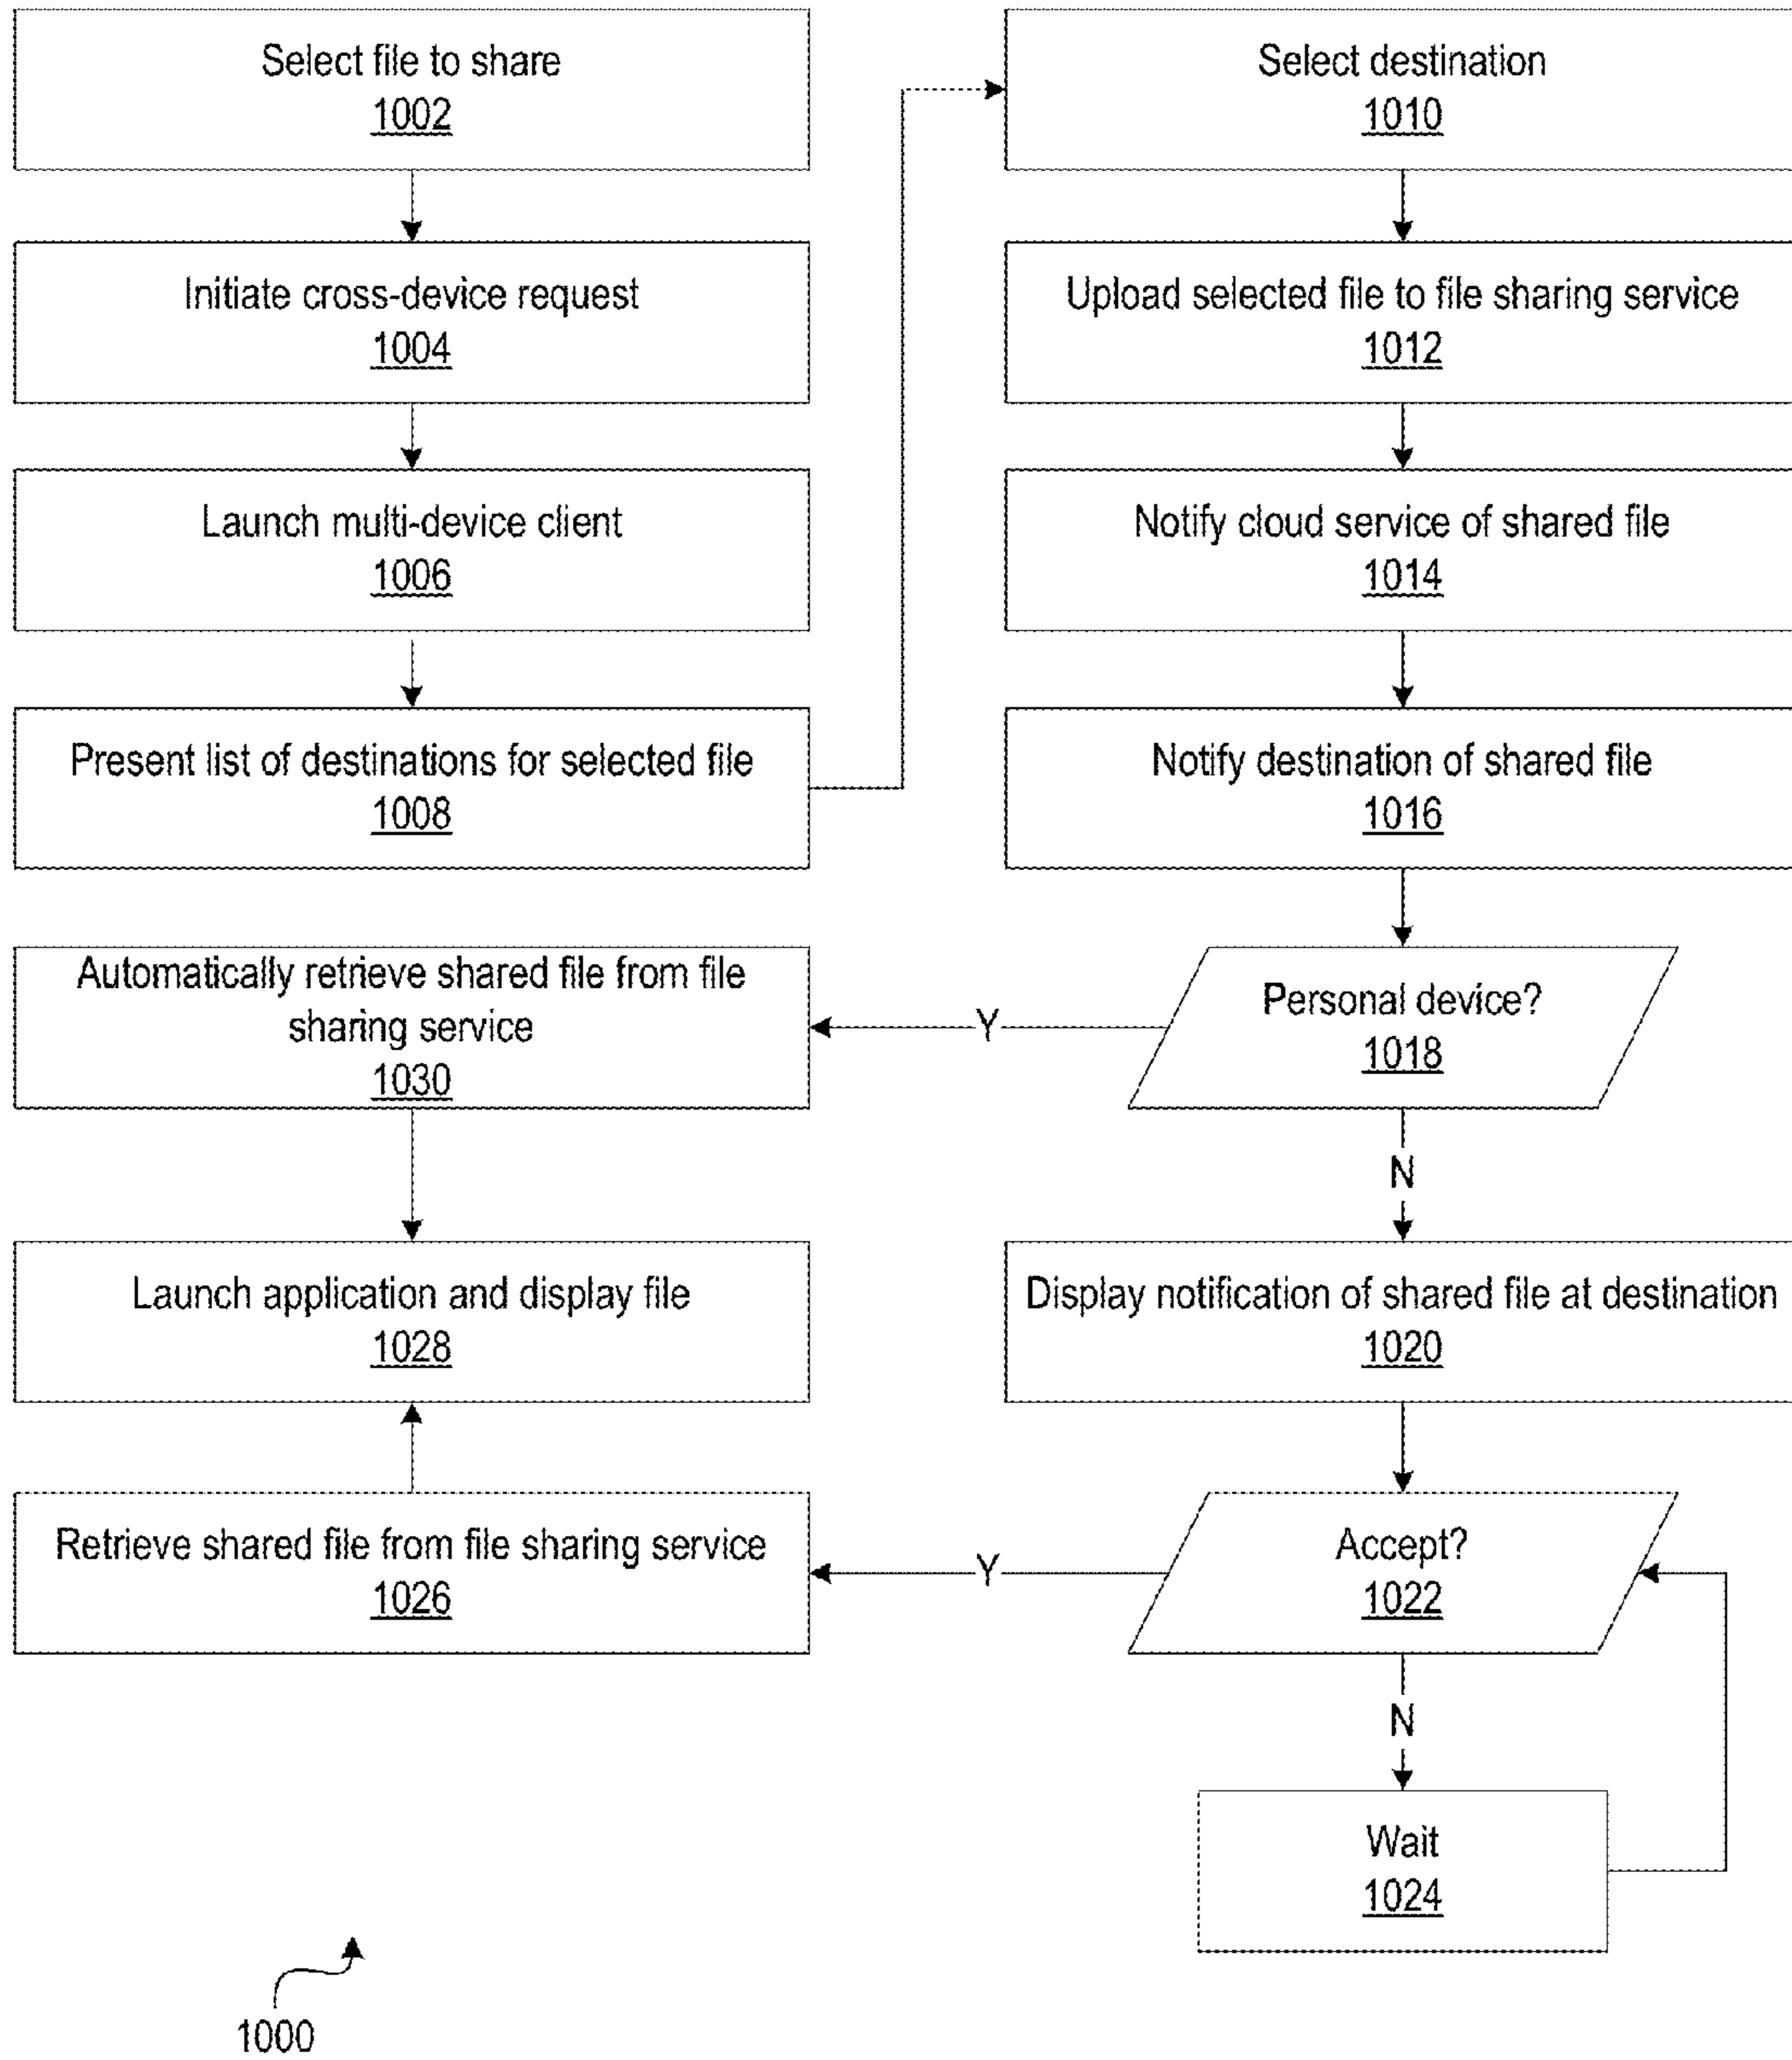 Select file to share
1002
Initiate cross-device request
1004
Launch multi-device client
1006
Present list of destinations for selected file
1008
Select destination
1010
Upload selected file to file sharing service
1012
Notify cloud service of shared file
1014
Notify destination of shared file
1016
Personal device?
1018
Y
N
Automatically retrieve shared file from file
sharing service
1030
Launch application and display file
1028
Display notification of shared file at destination
1020
Accept?
1022
Y
N
Retrieve shared file from file sharing service
1026
Wait
1024
1000